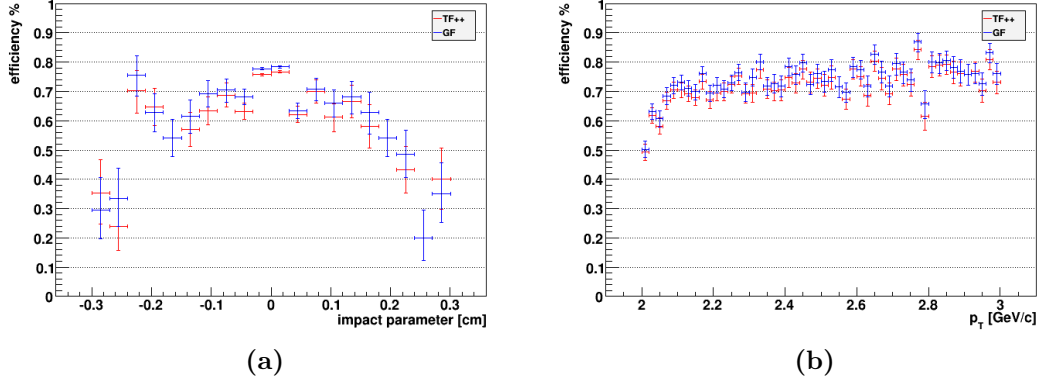 efficiency %
1
0.9
0.8
0.7
0.6
0.5
0.4
0.3
0.2
0.1
0
TF++
GF
-0.3 -0.2 -0.1 0 0.1 0.2 0.3
impact parameter [cm]
(a)
efficiency %
1
0.9
0.8
0.7
0.6
0.5
0.4
0.3
0.2
0.1
0
TF++
GF
2 2.2 2.4 2.6 2.8 3
p_T [GeV/c]
(b)